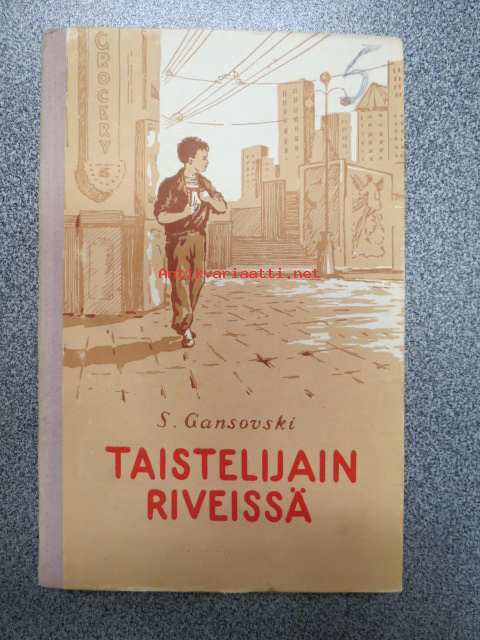 GROCERY
5
Antikvariaatti.net
S. Gansovski
TAISTELIJAIN
RIVEISSÄ